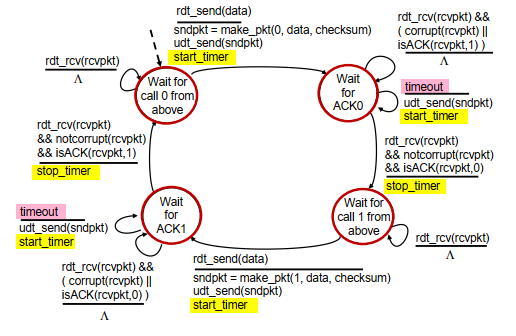 rdt_send(data)
sndpkt = make_pkt(0, data, checksum)
udt_send(sndpkt)
start_timer
rdt_rcv(rcvpkt) &&
( corrupt(rcvpkt) ||
isACK(rcvpkt,1) )
Λ
rdt_rcv(rcvpkt)
Λ
Wait for
call 0 from
above
Wait
for
ACK0
timeout
udt_send(sndpkt)
start_timer
rdt_rcv(rcvpkt)
&& notcorrupt(rcvpkt)
&& isACK(rcvpkt,1)
stop_timer
rdt_rcv(rcvpkt)
&& notcorrupt(rcvpkt)
&& isACK(rcvpkt,0)
stop_timer
Wait
for
ACK1
Wait for
call 1 from
above
timeout
udt_send(sndpkt)
start_timer
rdt_rcv(rcvpkt)
Λ
rdt_rcv(rcvpkt) &&
( corrupt(rcvpkt) ||
isACK(rcvpkt,0) )
Λ
rdt_send(data)
sndpkt = make_pkt(1, data, checksum)
udt_send(sndpkt)
start_timer